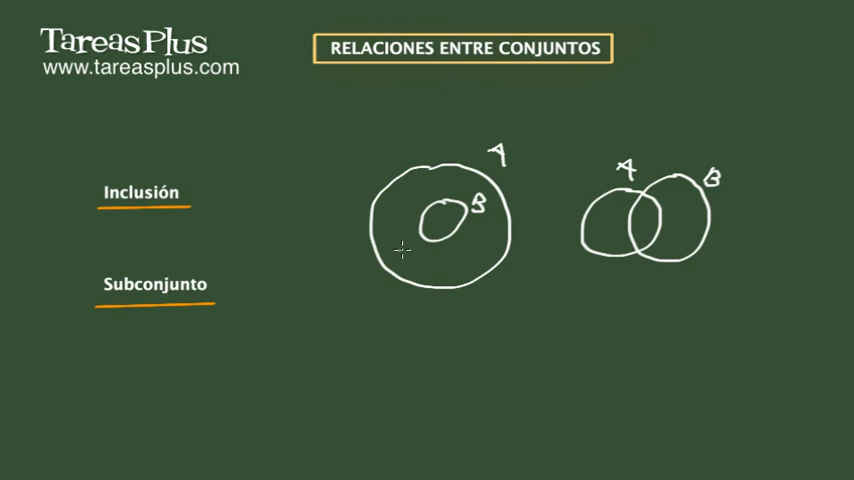 TareasPlus
www.tareasplus.com
RELACIONES ENTRE CONJUNTOS
A
B
A
B
Inclusión
Subconjunto